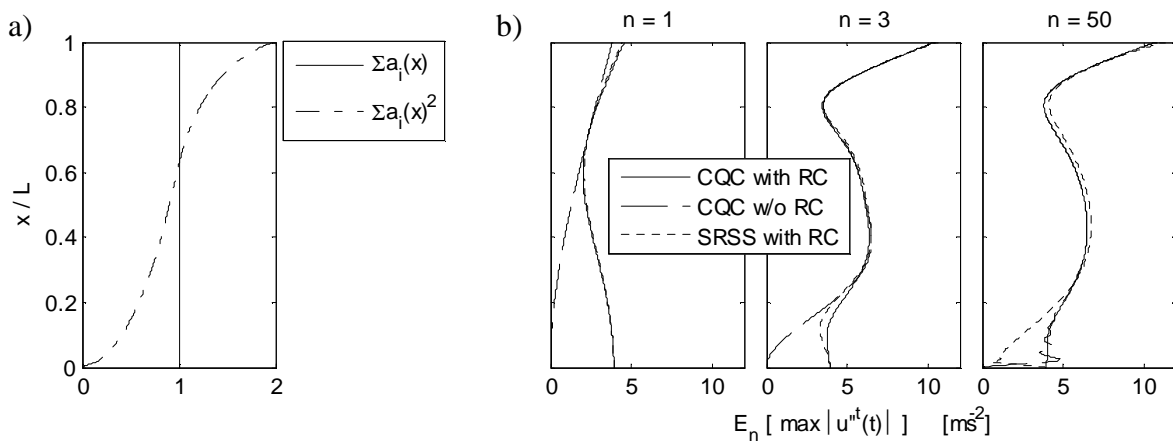 a)
Σa_i(x)
Σa_i(x)^2
x / L
1
0.8
0.6
0.4
0.2
0
0 1 2
b)
n = 1 n = 3 n = 50
CQC with RC
CQC w/o RC
SRSS with RC
0 5 10 0 5 10 0 5 10
E_n [ max | u''^t(t) | ] [ms^-2]